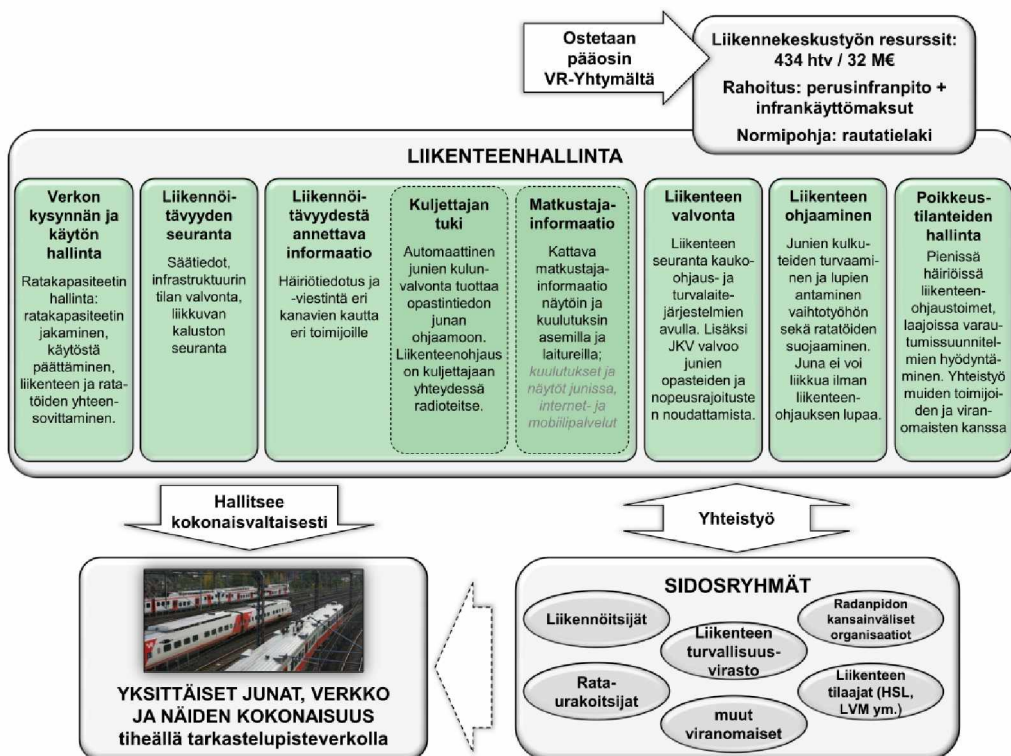 Ostetaan
pääosin
VR-Yhtymältä
Liikennekeskustyön resurssit:
434 htv / 32 M€
Rahoitus: perusinfranpito +
infrankäyttömaksut
Normipohja: rautatielaki
LIIKENTEENHALLINTA
Verkon
kysynnän ja
käytön
hallinta
Ratakapasiteetin
hallinta:
ratakapasiteetin
jakaminen,
käytöstä
päättäminen,
liikenteen ja rata-
töiden yhteen-
sovittaminen.
Liikennöi-
tävyyden
seuranta
Säätiedot,
infrastruktuurin
tilan valvonta,
liikkuvan
kaluston
seuranta
Liikennöi-
tävyydestä
annettava
informaatio
Häiriötiedotus ja
-viestintä eri
kanavien kautta
eri toimijoille
Kuljettajan
tuki
Automaattinen
junien kulun-
valvonta tuottaa
opastintiedon
junan
ohjaamoon.
Liikenteenohjaus
on kuljettajaan
yhteydessä
radioteitse.
Matkustaja-
informaatio
Kattava
matkustaja-
informaatio
näytöin ja
kuulutuksin
asemilla ja
laitureilla;
kuulutukset ja
näytöt junissa,
internet- ja
mobiilipalvelut
Liikenteen
valvonta
Liikenteen
seuranta kauko-
ohjaus- ja
turvalaite-
järjestelmien
avulla. Lisäksi
JKV valvoo
junien
opasteiden ja
nopeusrajoituste
n noudattamista.
Liikenteen
ohjaaminen
Junien kulku-
teiden turvaami-
nen ja lupien
antaminen
vaihtotyöhön
sekä ratatöiden
suojaaminen.
Juna ei voi
liikkua ilman
liikenteen-
ohjauksen lupaa.
Poikkeus-
tilanteiden
hallinta
Pienissä
häiriöissä
liikenteen-
ohjaustoimet,
laajoissa varau-
tumissuunnitel-
mien hyödyntä-
minen. Yhteistyö
muiden toimijoi-
den ja viran-
omaisten kanssa
Hallitsee
kokonaisvaltaisesti
Yhteistyö
YKSITTÄISET JUNAT, VERKKO
JA NÄIDEN KOKONAISUUS
tiheällä tarkastelupisteverkolla
SIDOSRYHMÄT
Liikennöitsijät
Liikenteen
turvallisuus-
virasto
Radanpidon
kansainväliset
organisaatiot
Rata-
urakoitsijat
muut
viranomaiset
Liikenteen
tilaajat (HSL,
LVM ym.)